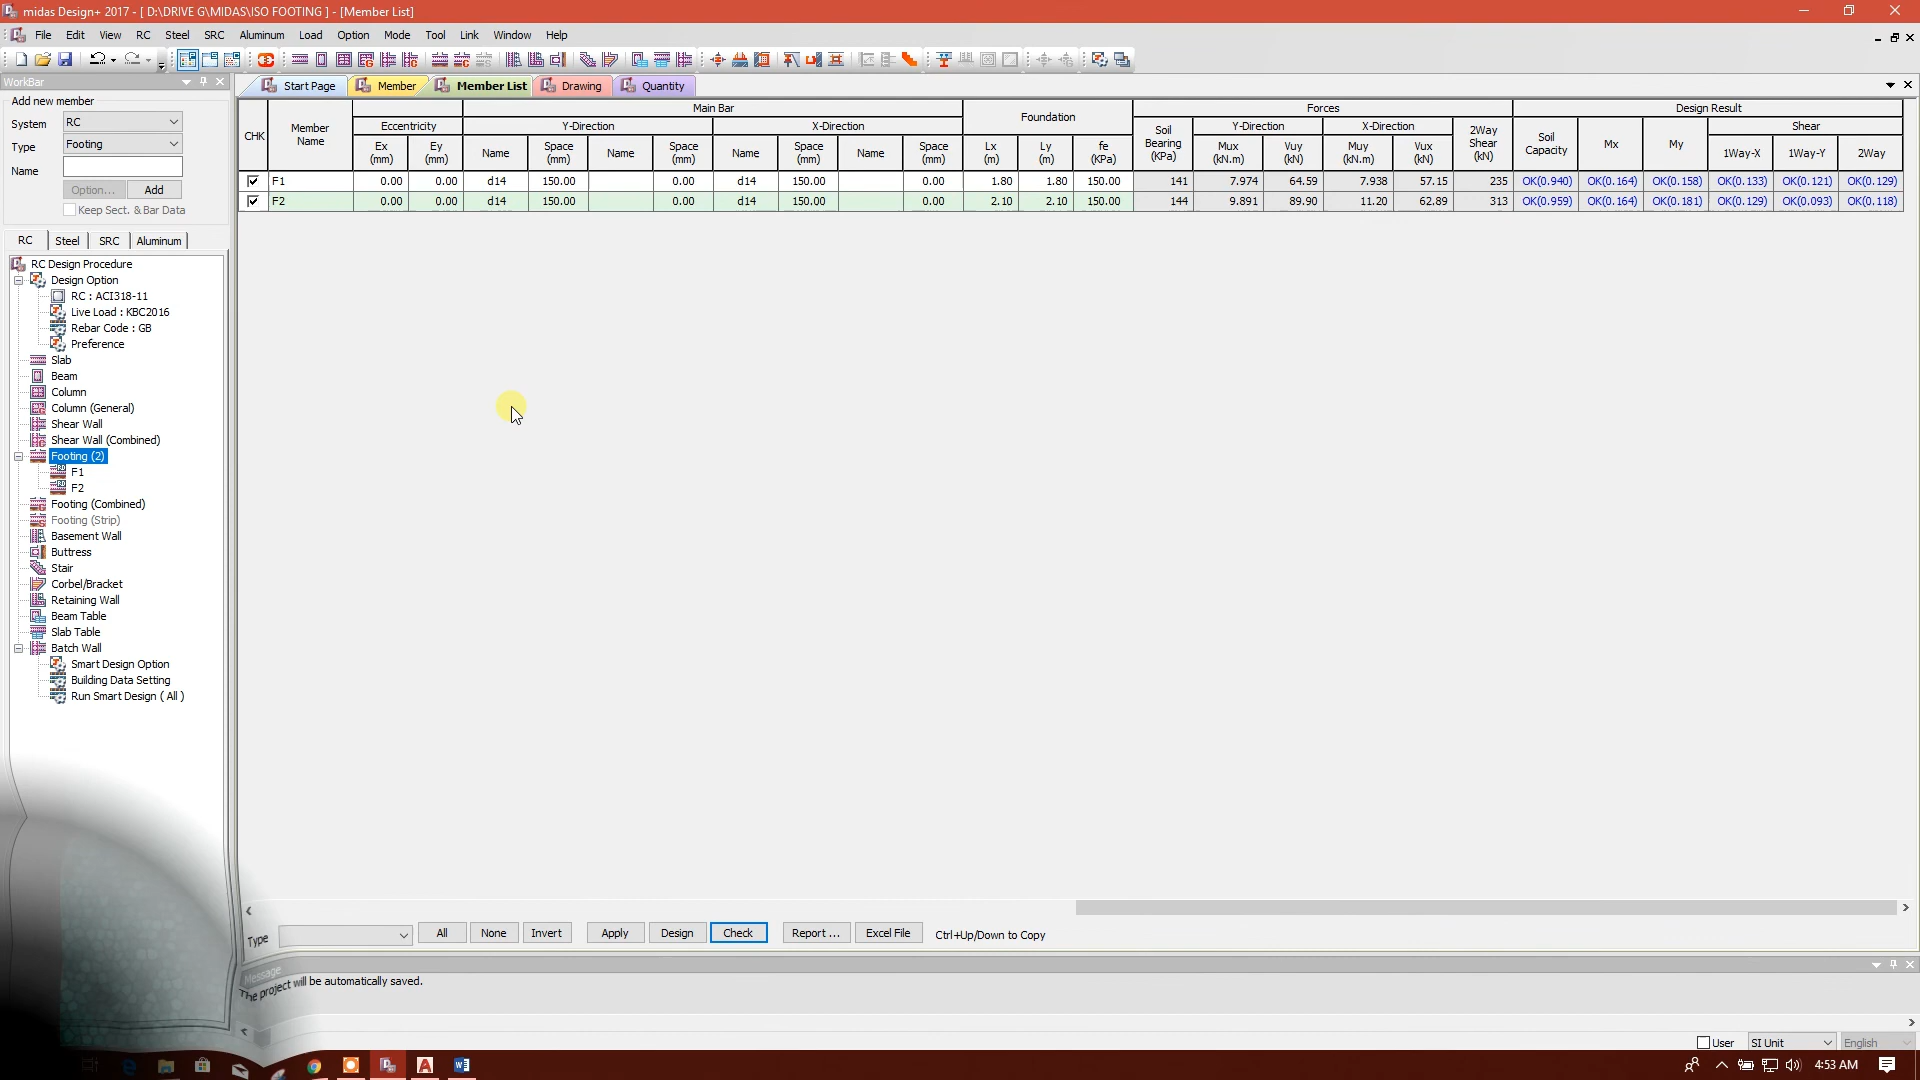 midas Design+ 2017 - [ D:\DRIVE G\MIDAS\ISO FOOTING ] - [Member List]
File Edit View RC Steel SRC Aluminum Load Option Mode Tool Link Window Help
WorkBar
Start Page Member Member List Drawing Quantity
Add new member
System RC
Type Footing
Name
Option... Add
Keep Sect. & Bar Data
RC Steel SRC Aluminum
RC Design Procedure
Design Option
RC : ACI318-11
Live Load : KBC2016
Rebar Code : GB
Preference
Slab
Beam
Column
Column (General)
Shear Wall
Shear Wall (Combined)
Footing (2)
F1
F2
Footing (Combined)
Footing (Strip)
Basement Wall
Buttress
Stair
Corbel/Bracket
Retaining Wall
Beam Table
Slab Table
Batch Wall
Smart Design Option
Building Data Setting
Run Smart Design ( All )
Main Bar Forces Design Result
CHK Member Name Eccentricity Y-Direction X-Direction Foundation Soil Bearing (KPa) Y-Direction X-Direction 2Way Shear (kN) Soil Capacity Mx My Shear
Ex (mm) Ey (mm) Name Space (mm) Name Space (mm) Name Space (mm) Name Space (mm) Lx (m) Ly (m) fe (KPa) Mux (kN.m) Vuy (kN) Muy (kN.m) Vux (kN) 1Way-X 1Way-Y 2Way
F1 0.00 0.00 d14 150.00 0.00 d14 150.00 0.00 1.80 1.80 150.00 141 7.974 64.59 7.938 57.15 235 OK(0.940) OK(0.164) OK(0.158) OK(0.133) OK(0.121) OK(0.129)
F2 0.00 0.00 d14 150.00 0.00 d14 150.00 0.00 2.10 2.10 150.00 144 9.891 89.90 11.20 62.89 313 OK(0.959) OK(0.164) OK(0.181) OK(0.129) OK(0.093) OK(0.118)
Type All None Invert Apply Design Check Report ... Excel File Ctrl+Up/Down to Copy
Message
The project will be automatically saved.
User SI Unit English
4:53 AM